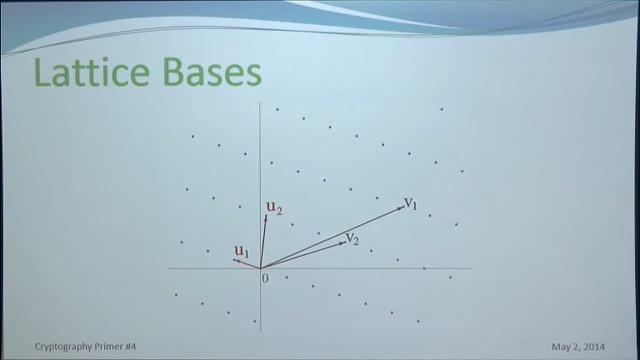 Lattice Bases
u2
v1
v2
u1
0
Cryptography Primer #4
May 2, 2014